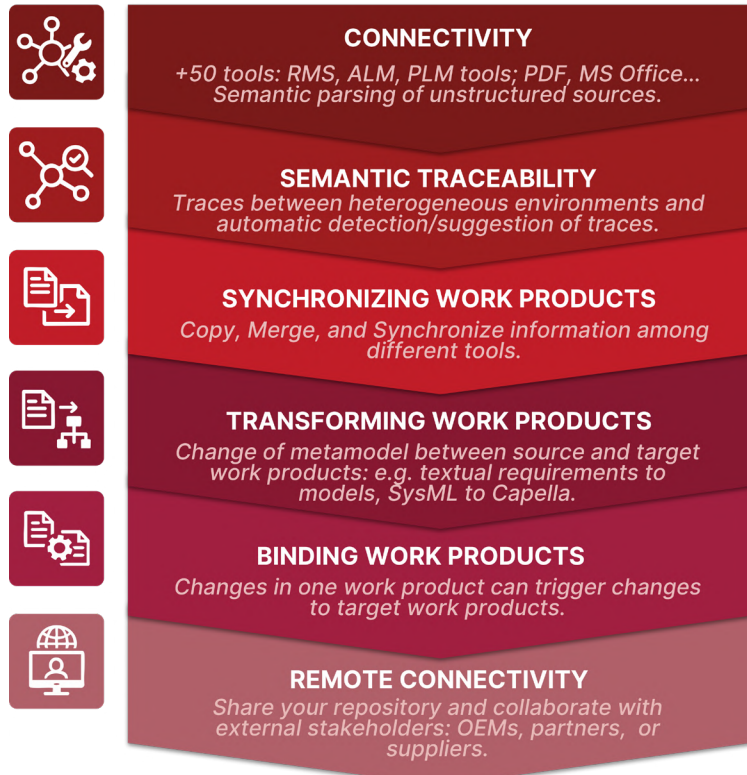 CONNECTIVITY
+50 tools: RMS, ALM, PLM tools; PDF, MS Office...
Semantic parsing of unstructured sources.
SEMANTIC TRACEABILITY
Traces between heterogeneous environments and
automatic detection/suggestion of traces.
SYNCHRONIZING WORK PRODUCTS
Copy, Merge, and Synchronize information among
different tools.
TRANSFORMING WORK PRODUCTS
Change of metamodel between source and target
work products: e.g. textual requirements to
models, SysML to Capella.
BINDING WORK PRODUCTS
Changes in one work product can trigger changes
to target work products.
REMOTE CONNECTIVITY
Share your repository and collaborate with
external stakeholders: OEMs, partners, or
suppliers.